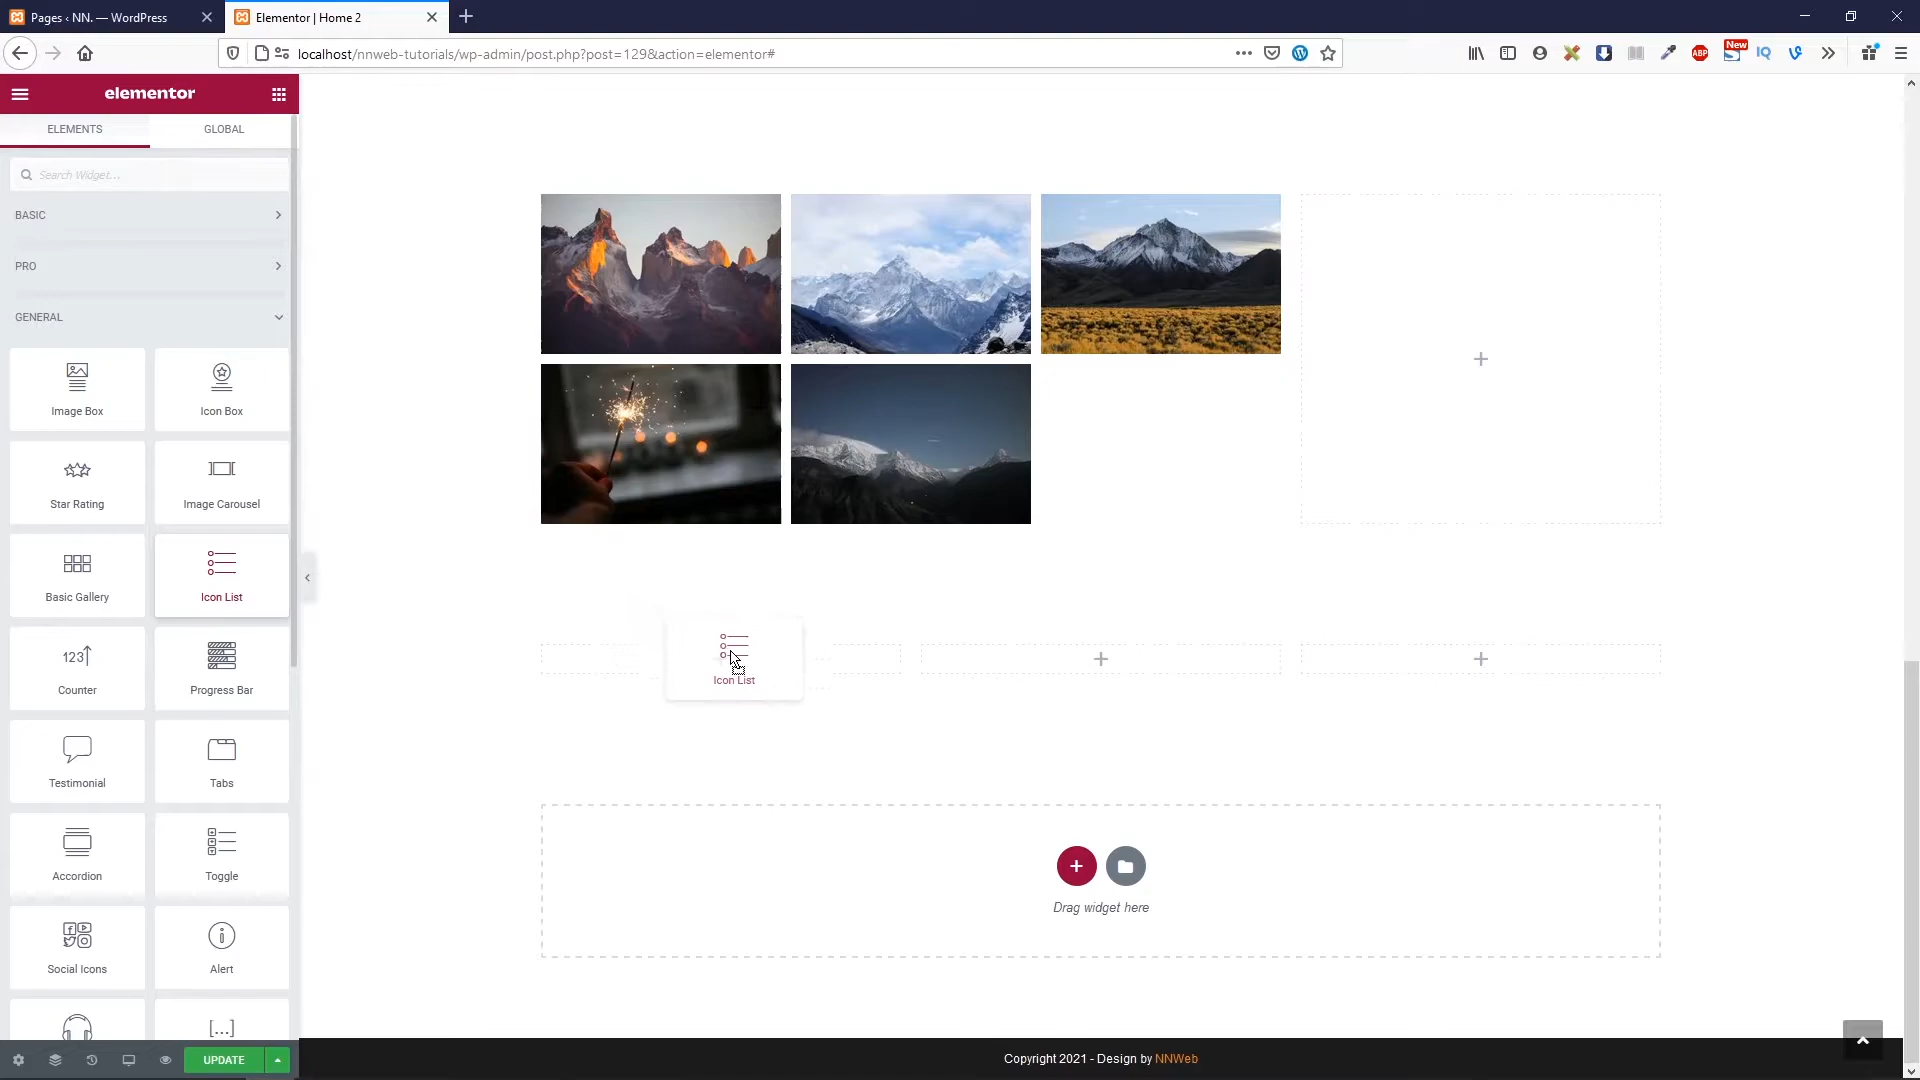 Pages ‹ NN. — WordPress
Elementor | Home 2
localhost/nnweb-tutorials/wp-admin/post.php?post=129&action=elementor#
New
ABP
IQ
elementor
ELEMENTS
GLOBAL
Search Widget...
BASIC
PRO
GENERAL
Image Box
Icon Box
Star Rating
Image Carousel
Basic Gallery
Icon List
123
Counter
Progress Bar
Testimonial
Tabs
Accordion
Toggle
Social Icons
Alert
[...]
UPDATE
Icon List
Drag widget here
Copyright 2021 - Design by NNWeb